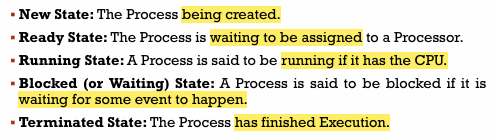 ▪ New State: The Process being created.
▪ Ready State: The Process is waiting to be assigned to a Processor.
▪ Running State: A Process is said to be running if it has the CPU.
▪ Blocked (or Waiting) State: A Process is said to be blocked if it is
waiting for some event to happen.
▪ Terminated State: The Process has finished Execution.